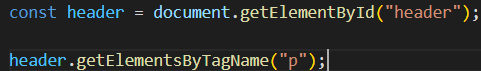 const header = document.getElementById("header");
header.getElementsByTagName("p");